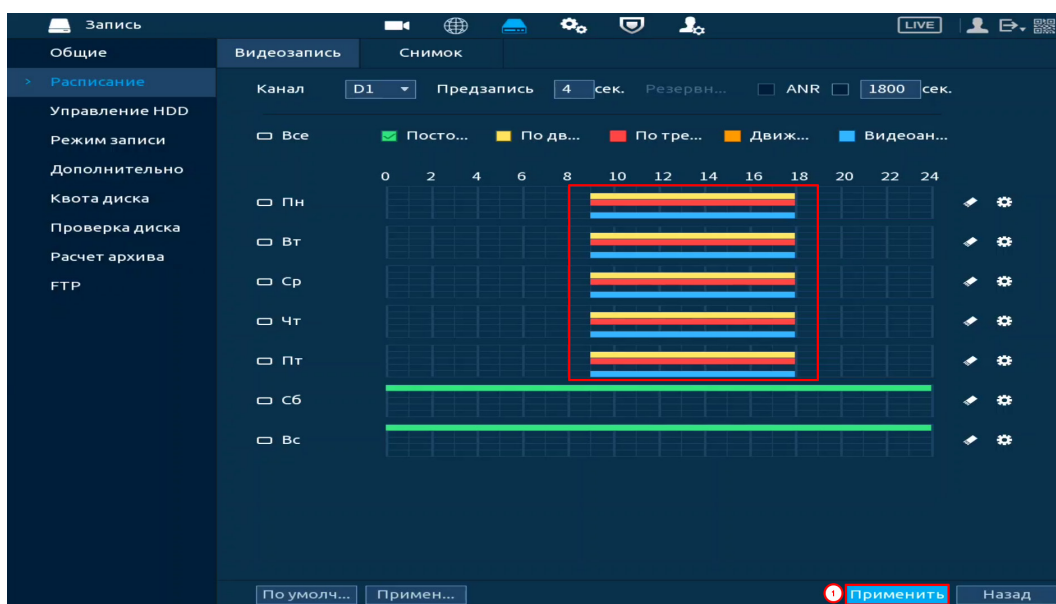 Запись LIVE
Общие Видеозапись Снимок
> Расписание Канал D1 Предзапись 4 сек. Резервн... ANR 1800 сек.
Управление HDD
Режим записи Все Посто... По дв... По тре... Движ... Видеоан...
Дополнительно 0 2 4 6 8 10 12 14 16 18 20 22 24
Квота диска Пн
Проверка диска Вт
Расчет архива
FTP Ср
Чт
Пт
Сб
Вс
По умолч... Примен... 1 Применить Назад